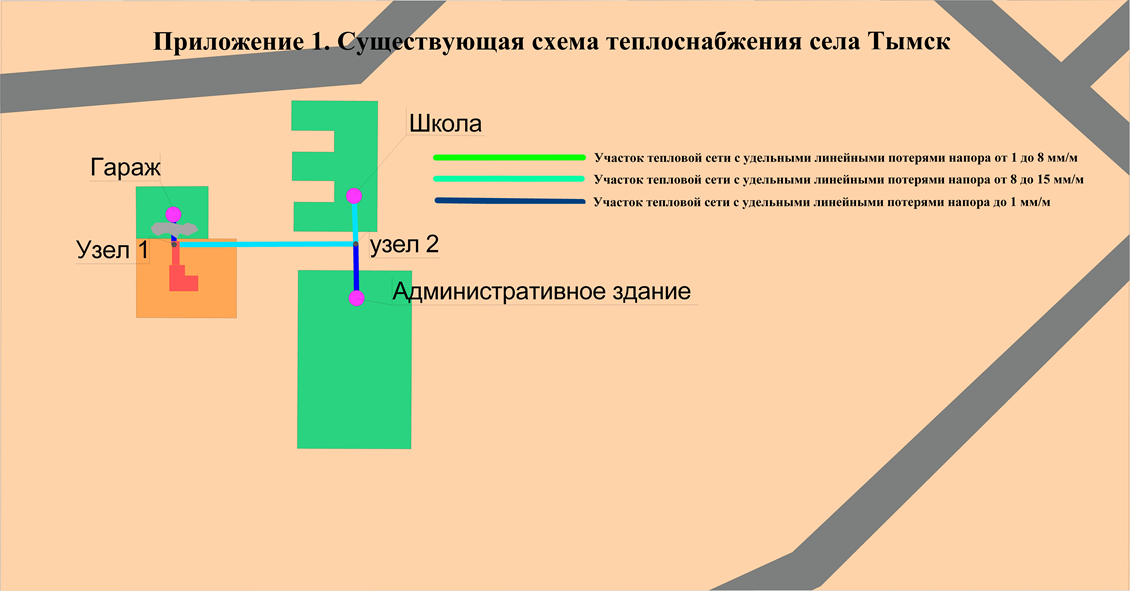 Приложение 1. Существующая схема теплоснабжения села Тымск
Школа
Гараж
Участок тепловой сети с удельными линейными потерями напора от 1 до 8 мм/м
Участок тепловой сети с удельными линейными потерями напора от 8 до 15 мм/м
Участок тепловой сети с удельными линейными потерями напора до 1 мм/м
Узел 1
узел 2
Административное здание